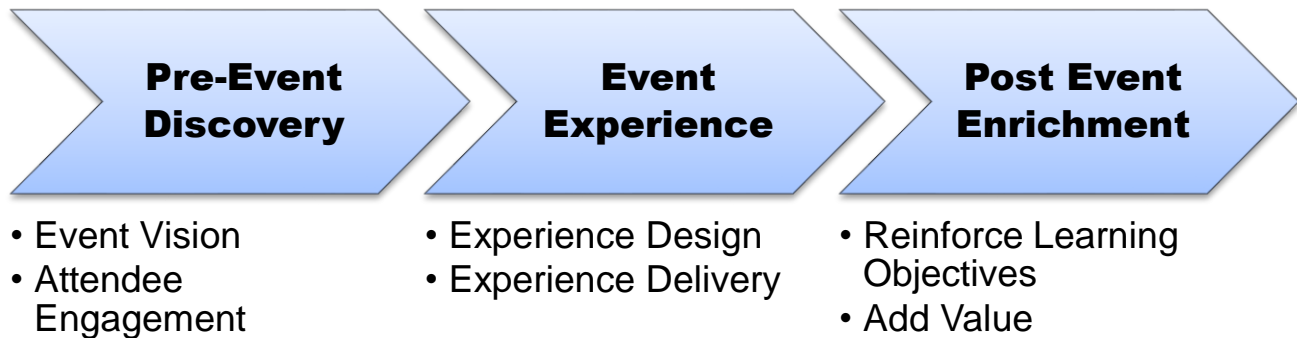 Pre-Event
Discovery
• Event Vision
• Attendee
Engagement
Event
Experience
• Experience Design
• Experience Delivery
Post Event
Enrichment
• Reinforce Learning
Objectives
• Add Value